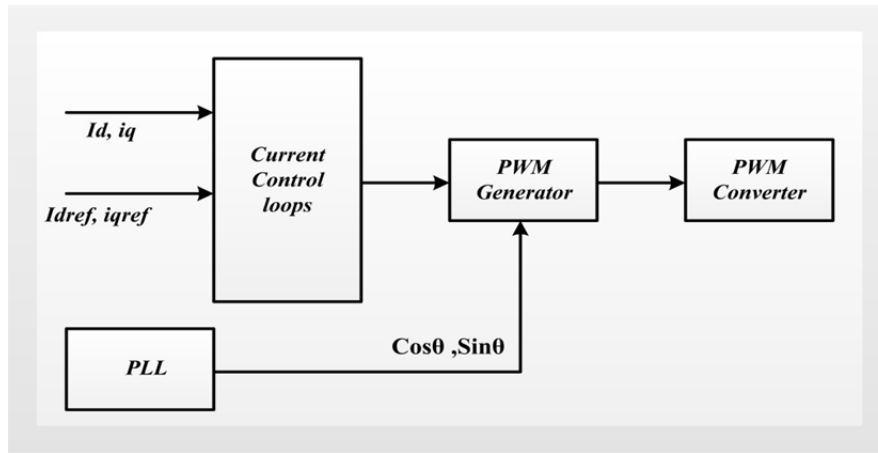 Id, iq
Idref, iqref
Current
Control
loops
PWM
Generator
PWM
Converter
PLL
Cosθ ,Sinθ